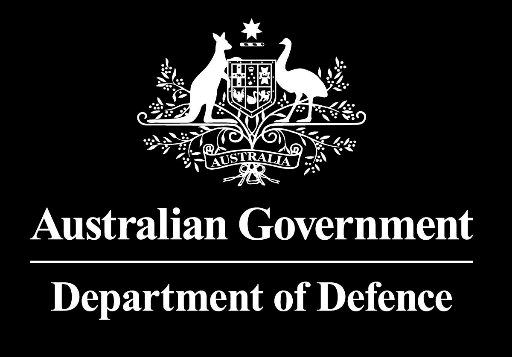 AUSTRALIA
Australian Government
Department of Defence